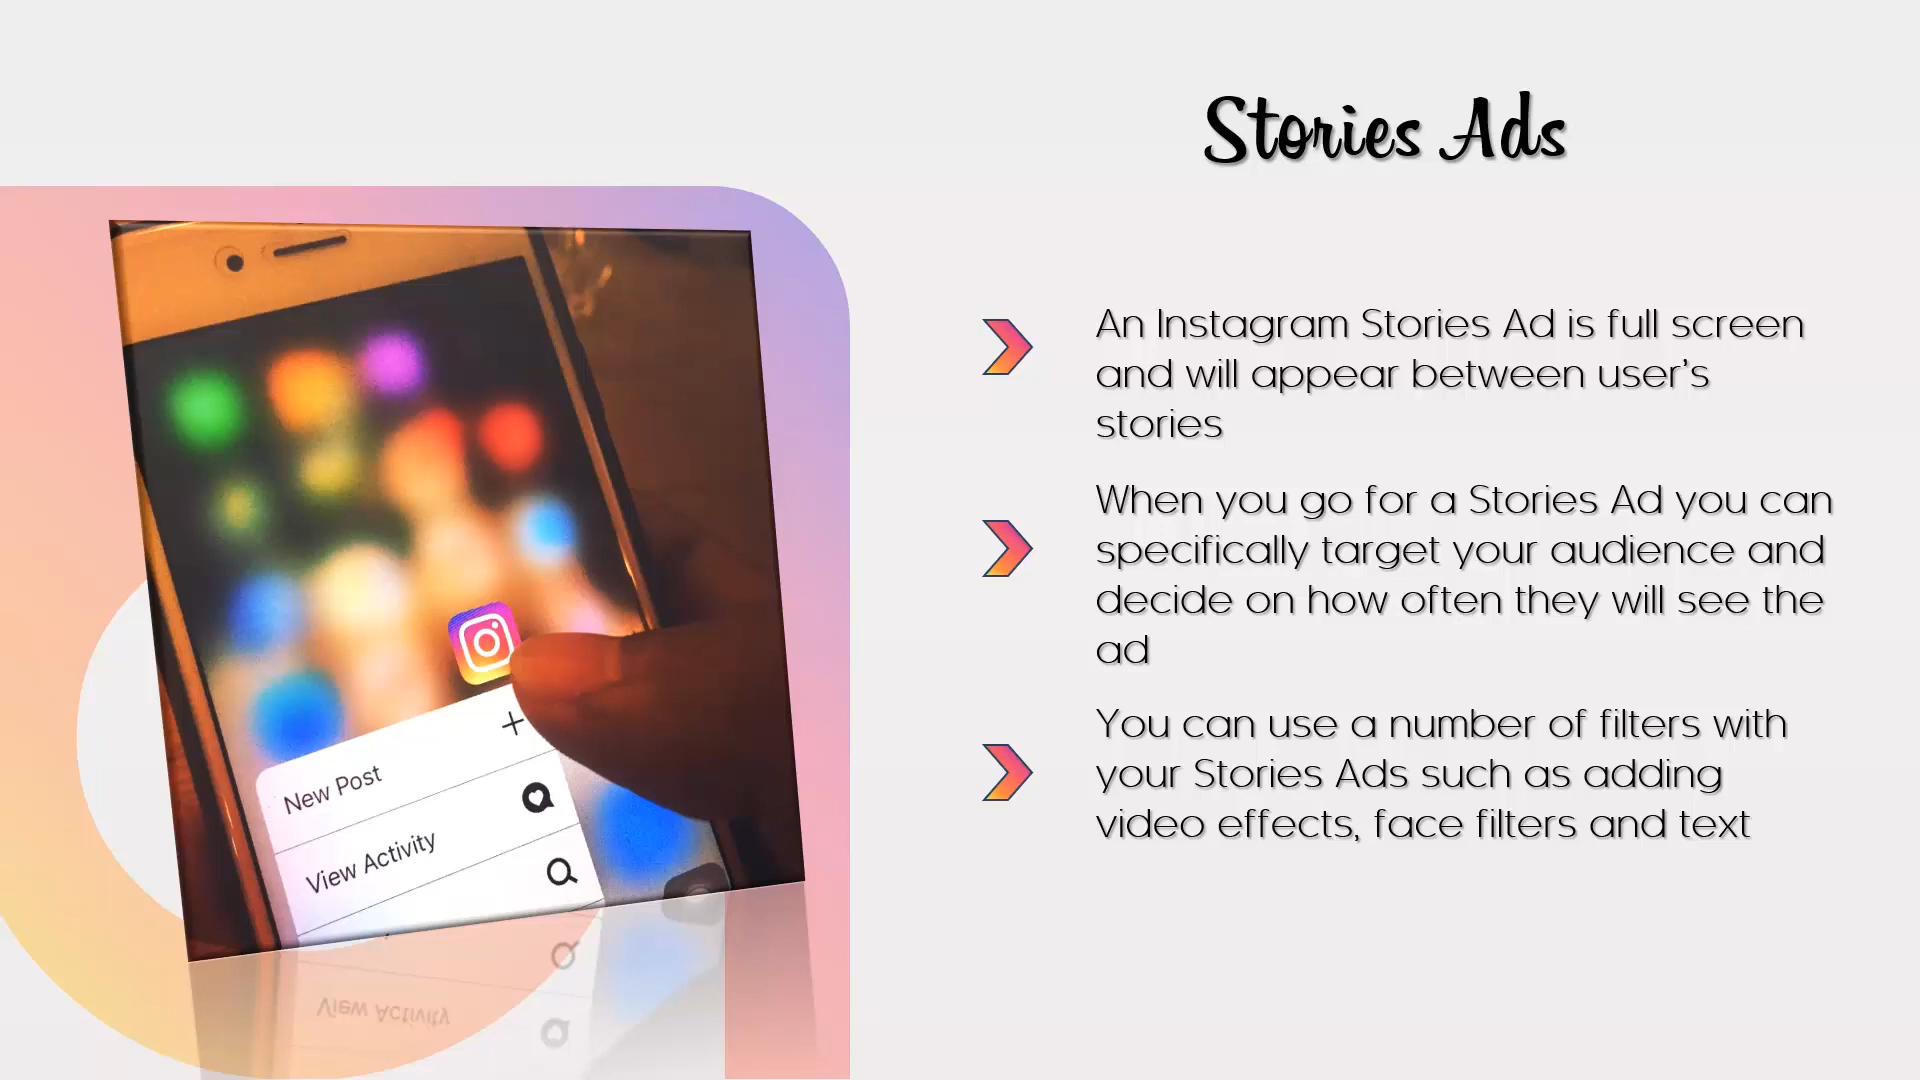 Stories Ads
An Instagram Stories Ad is full screen
and will appear between user’s
stories
When you go for a Stories Ad you can
specifically target your audience and
decide on how often they will see the
ad
You can use a number of filters with
your Stories Ads such as adding
video effects, face filters and text
New Post
View Activity
View Activity